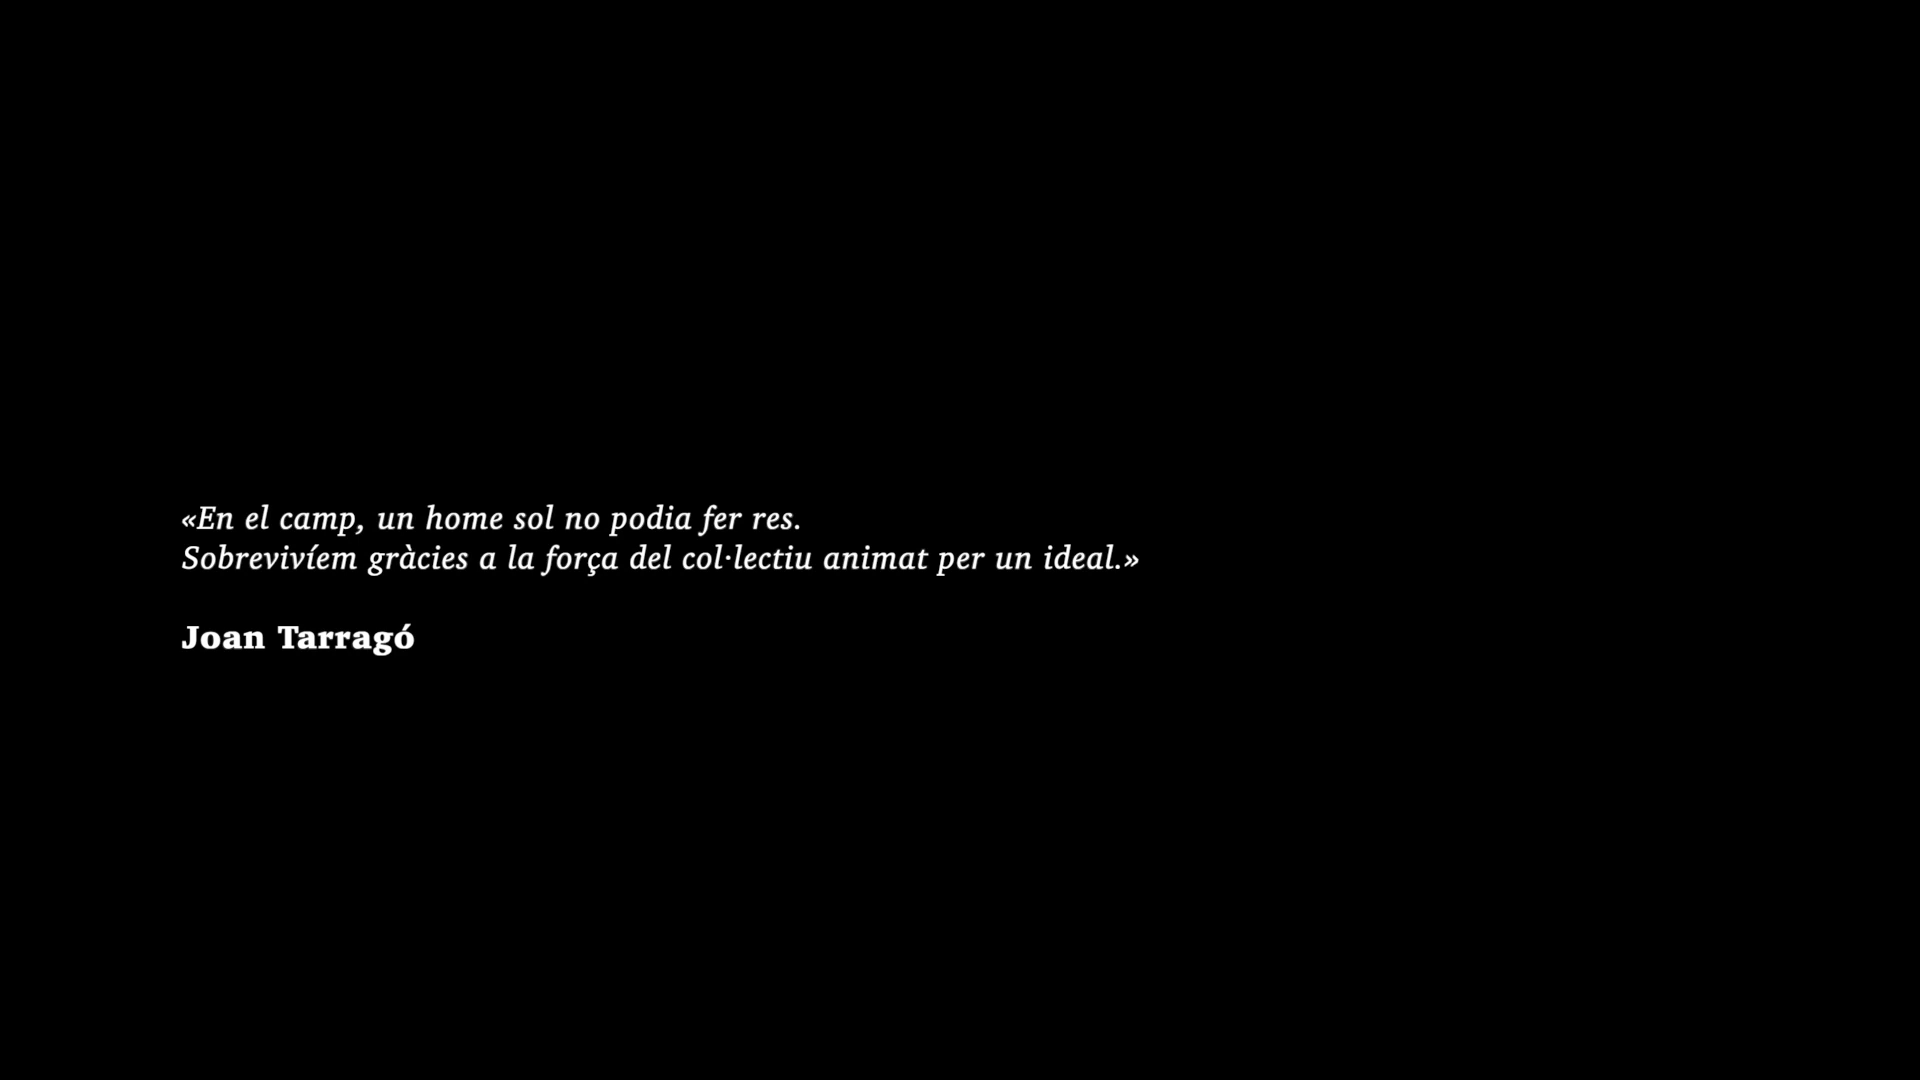 «En el camp, un home sol no podia fer res.
Sobrevivíem gràcies a la força del col·lectiu animat per un ideal.»
Joan Tarragó